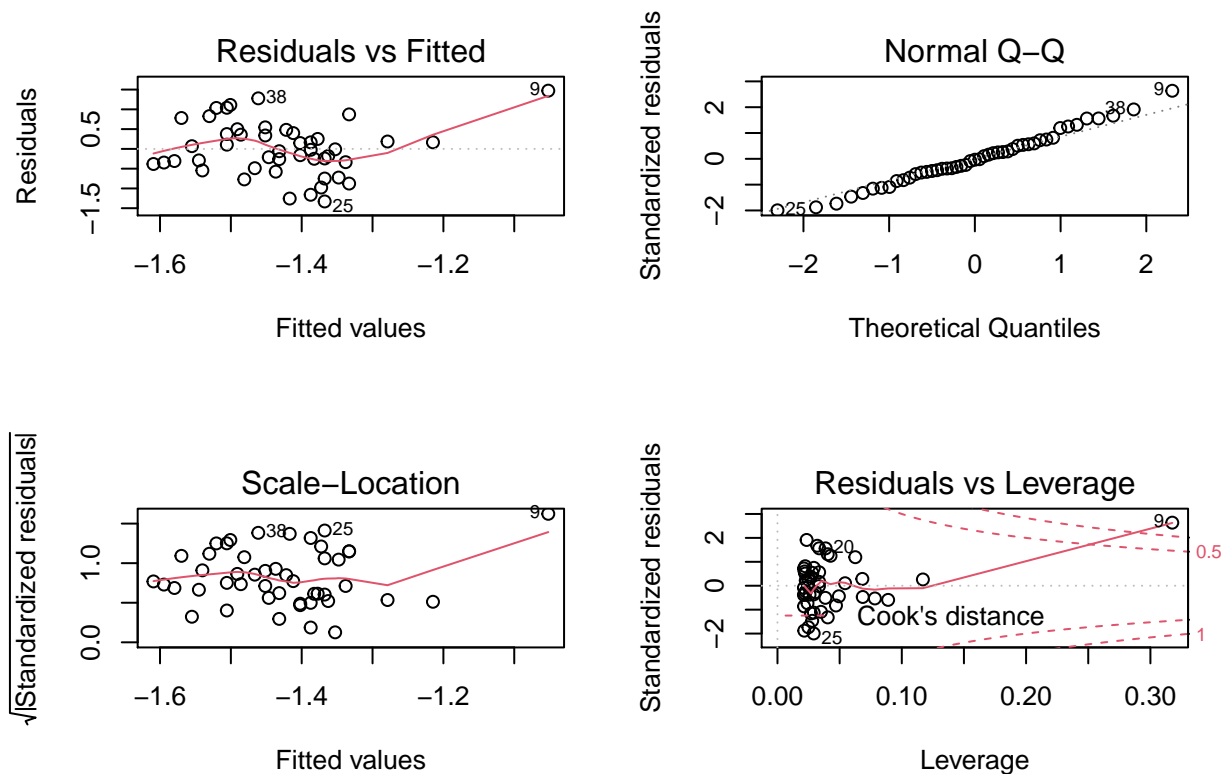 Residuals vs Fitted
Residuals
0.5
−1.5
38
9
25
−1.6 −1.4 −1.2
Fitted values
Normal Q−Q
Standardized residuals
2
0
−2
9
38
25
−2 −1 0 1 2
Theoretical Quantiles
Scale−Location
√|Standardized residuals|
1.0
0.0
38
25
9
−1.6 −1.4 −1.2
Fitted values
Residuals vs Leverage
Standardized residuals
2
0
−2
9
20
25
Cook's distance
0.5
1
0.00 0.10 0.20 0.30
Leverage